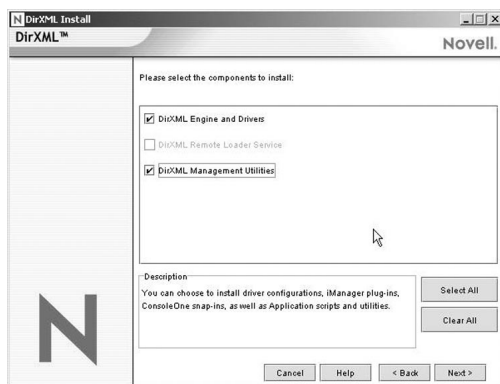 N DirXML Install
DirXML™
Novell.
Please select the components to install:
DirXML Engine and Drivers
DirXML Remote Loader Service
DirXML Management Utilities
Description
You can choose to install driver configurations, iManager plug-ins,
ConsoleOne snap-ins, as well as Application scripts and utilities.
Select All
Clear All
N
Cancel Help < Back Next >